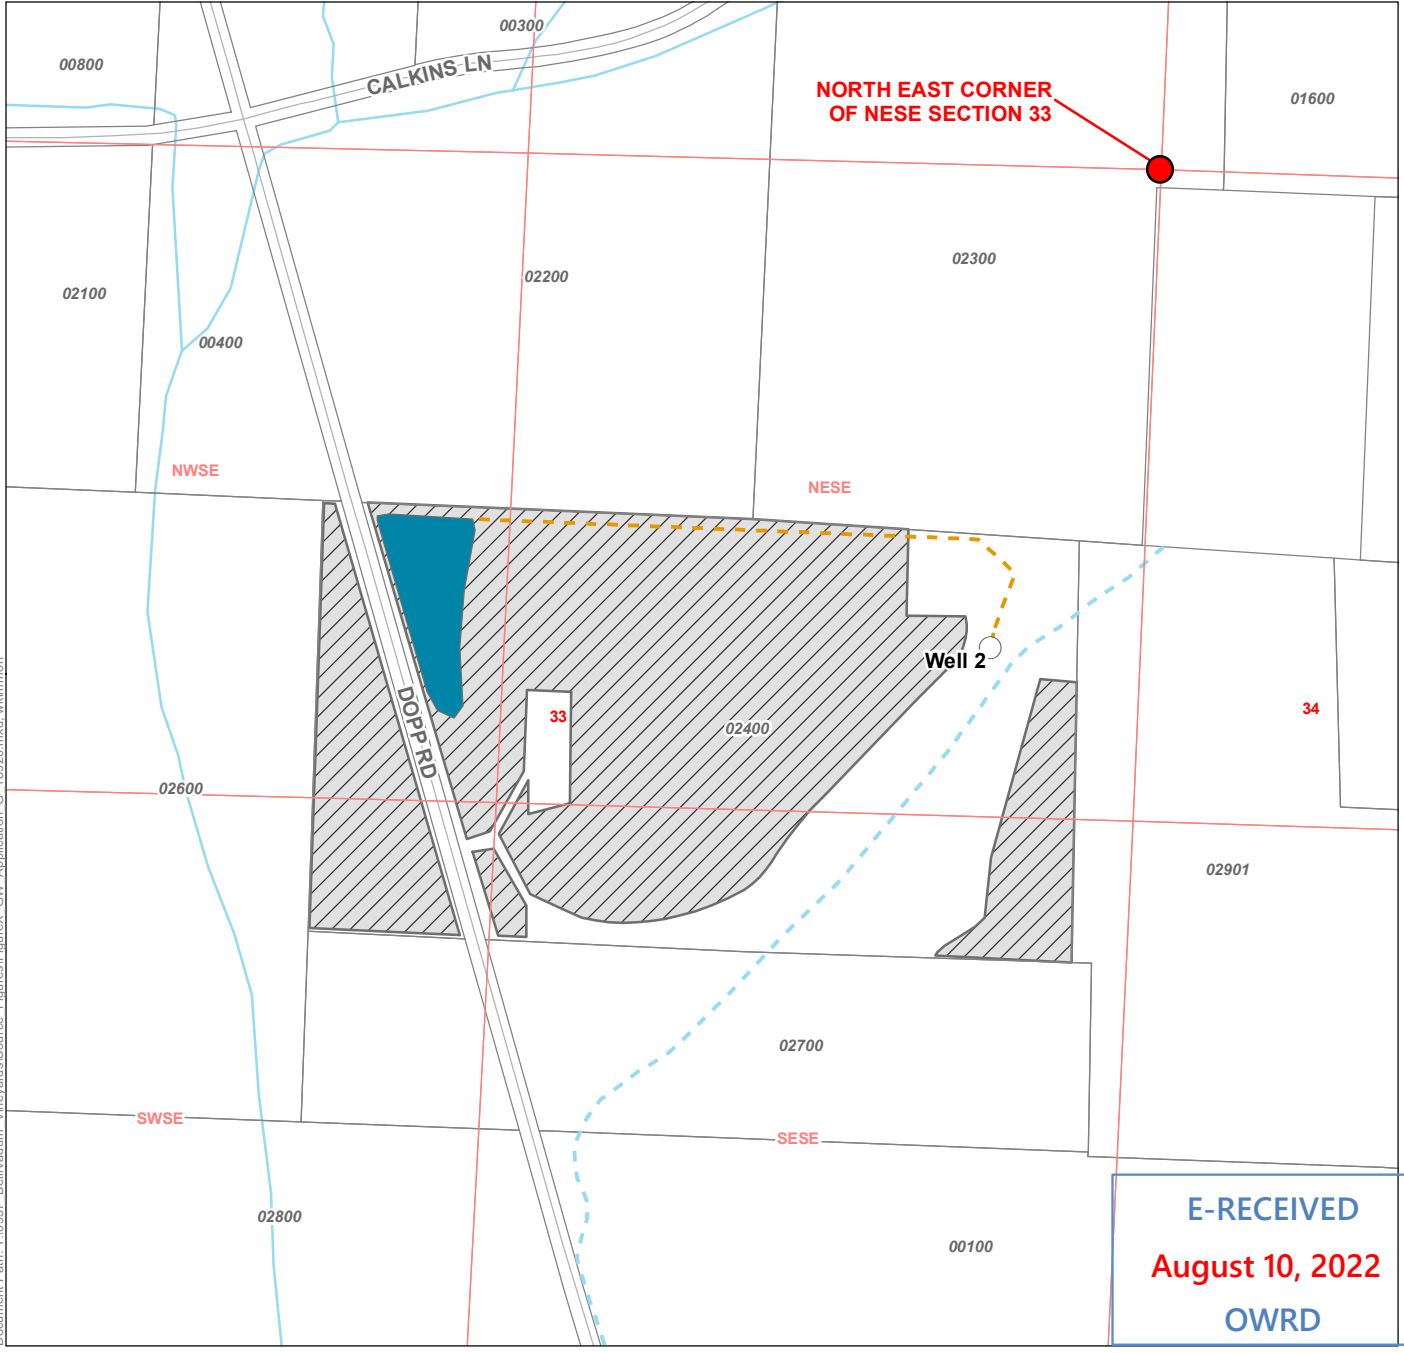 00300
00800
CALKINS LN
NORTH EAST CORNER
OF NESE SECTION 33
01600
02300
02200
02100
00400
NWSE
NESE
Well 2
DOPP RD
33
02400
34
02600
02901
02700
SWSE
SESE
02800
00100
E-RECEIVED
August 10, 2022
OWRD